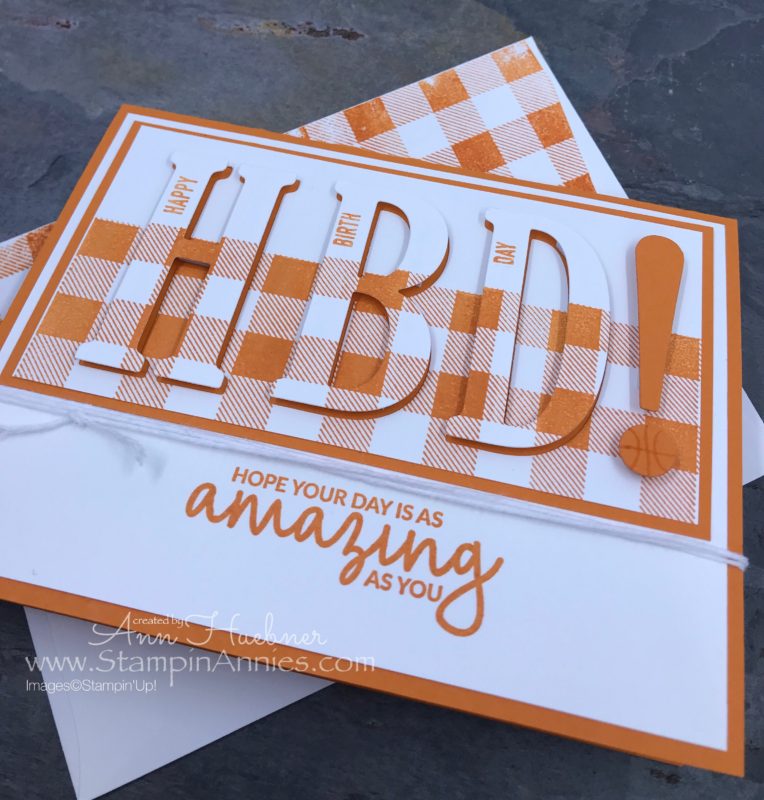 HBD!
HAPPY
BIRTH
DAY
HOPE YOUR DAY IS AS
amazing
AS YOU
created by
Ann Huebner
www.StampinAnnies.com
Images©Stampin'Up!